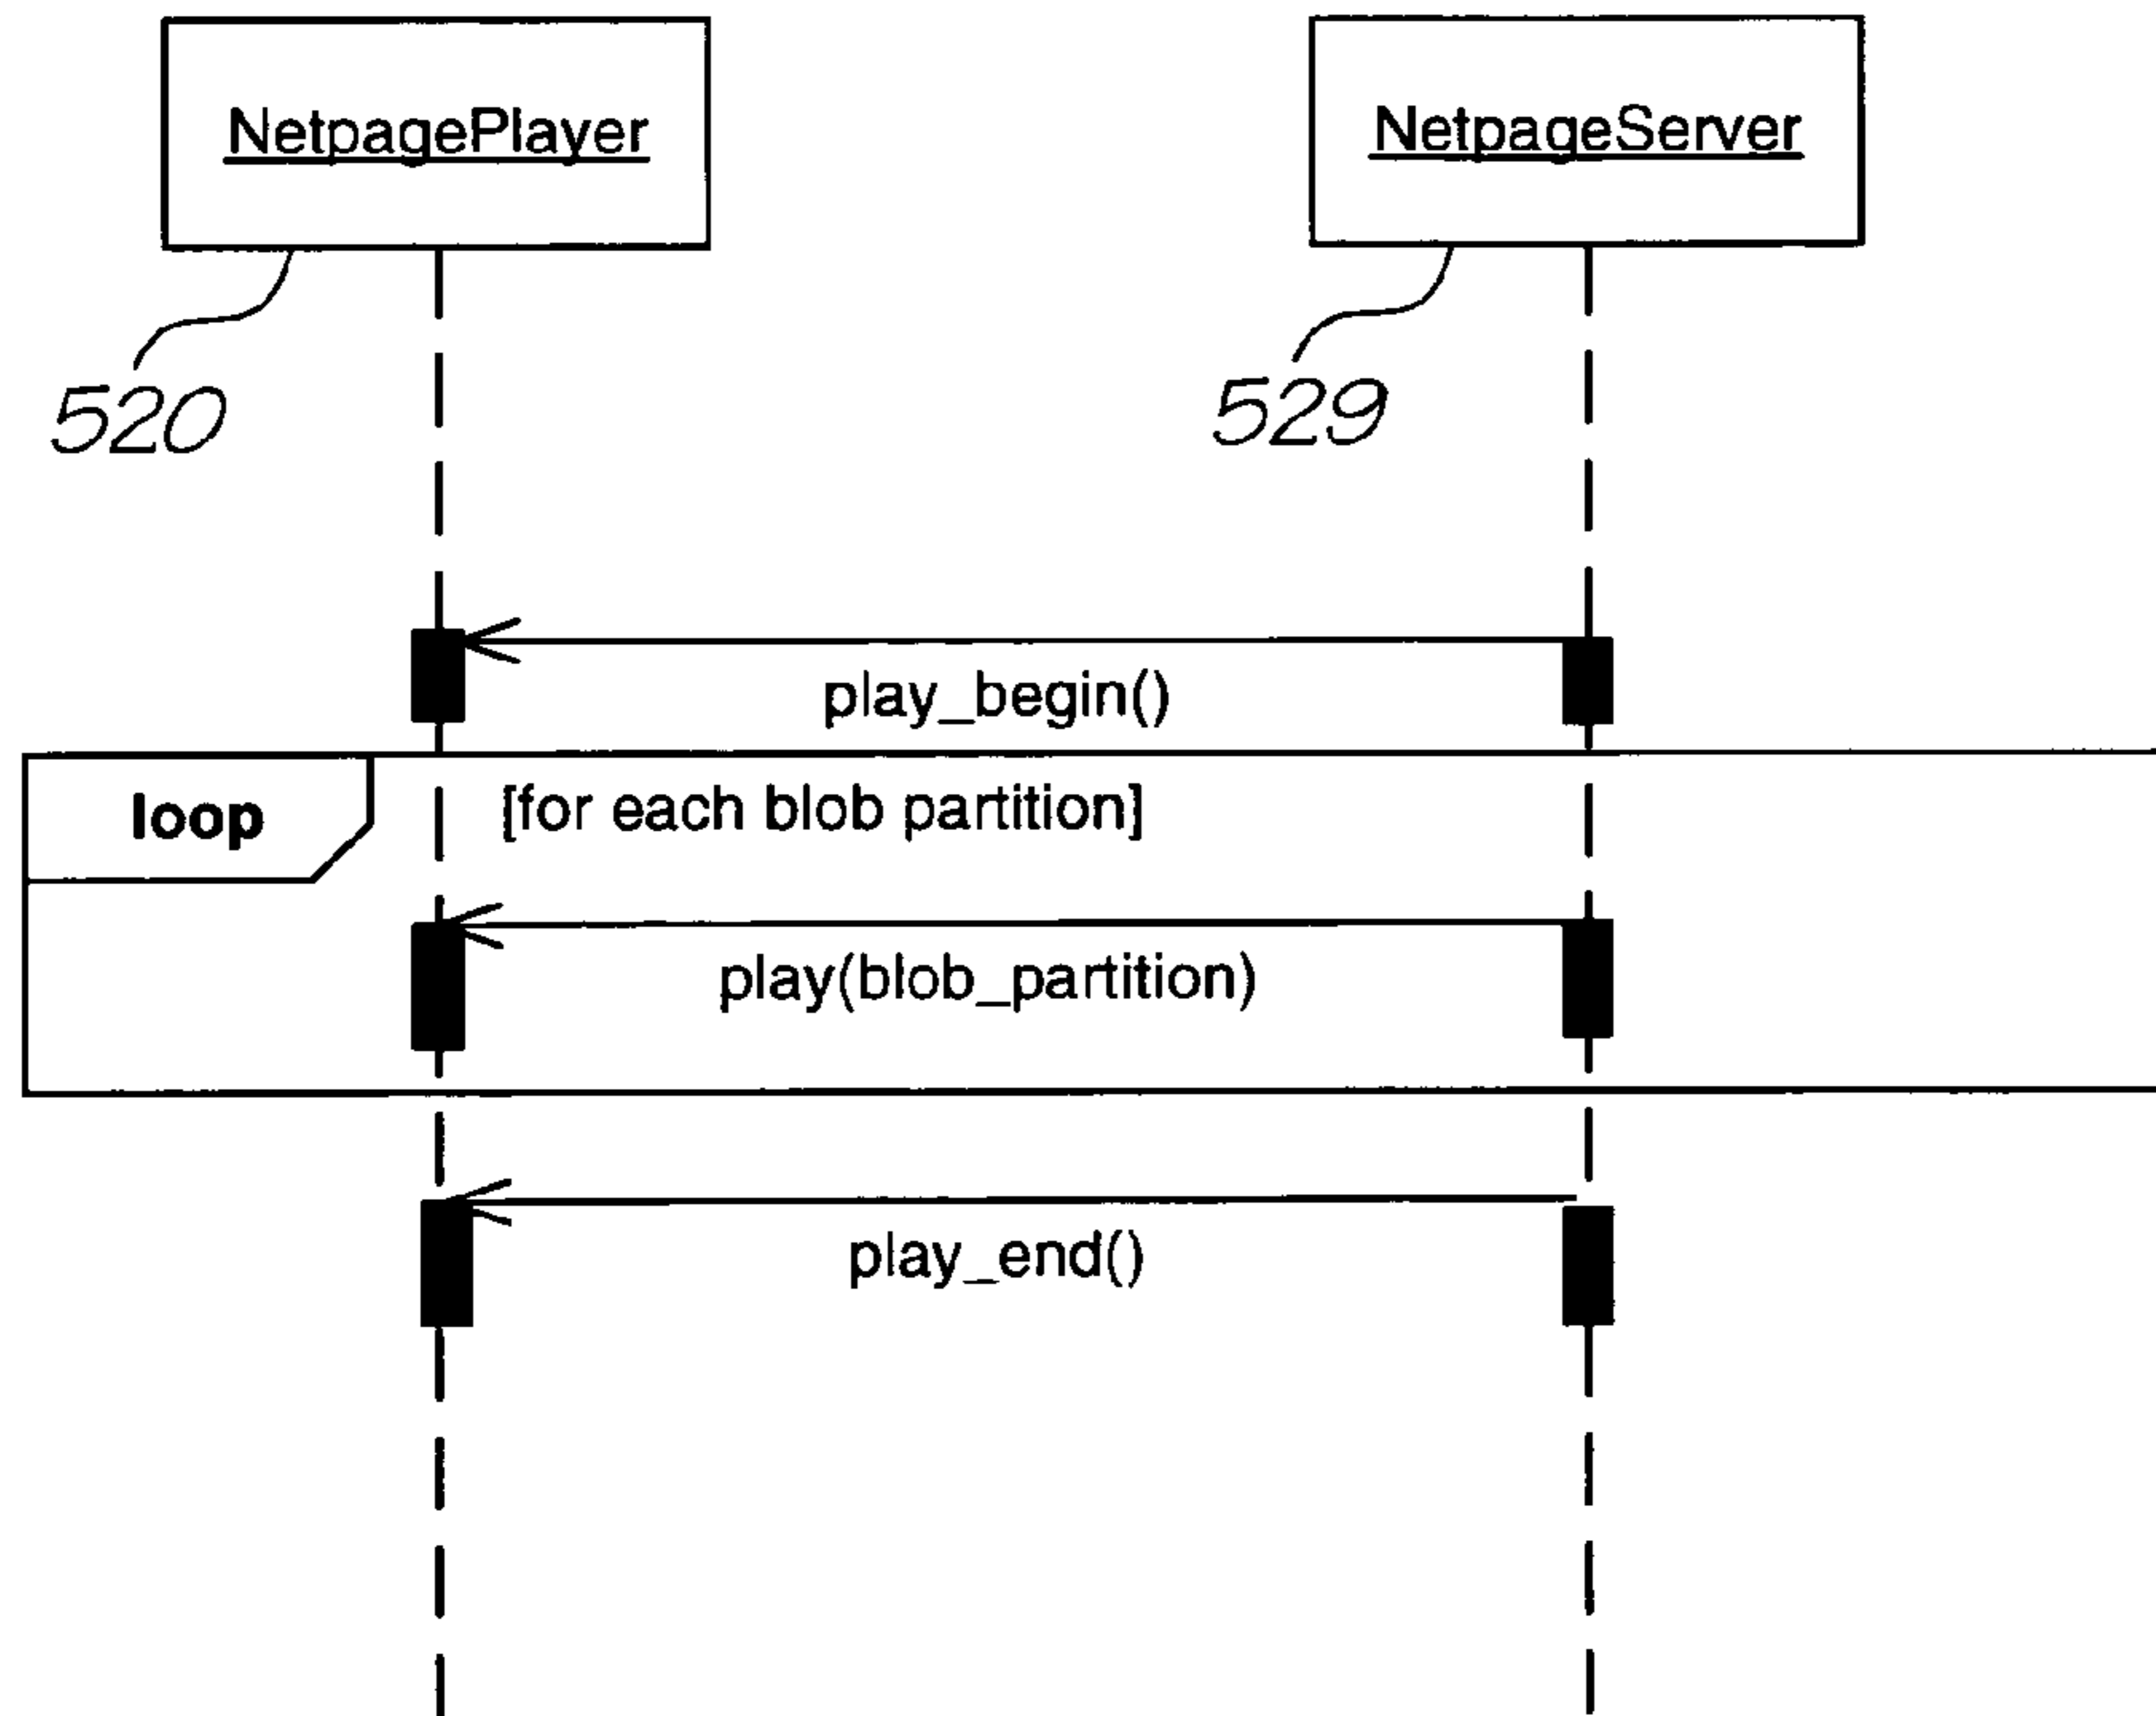 NetpagePlayer
NetpageServer
520
529
play_begin()
loop
[for each blob partition]
play(blob_partition)
play_end()